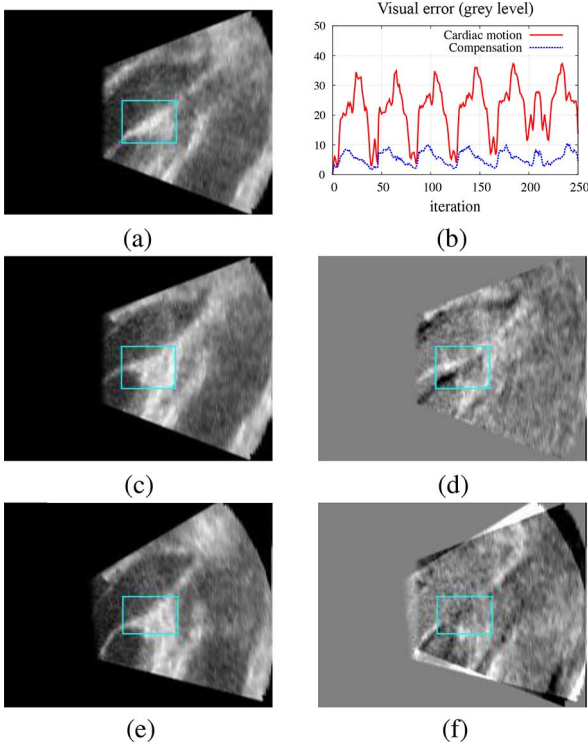 Visual error (grey level)
50
40
30
20
10
0
Cardiac motion
Compensation
0 50 100 150 200 250
iteration
(a)
(b)
(c)
(d)
(e)
(f)